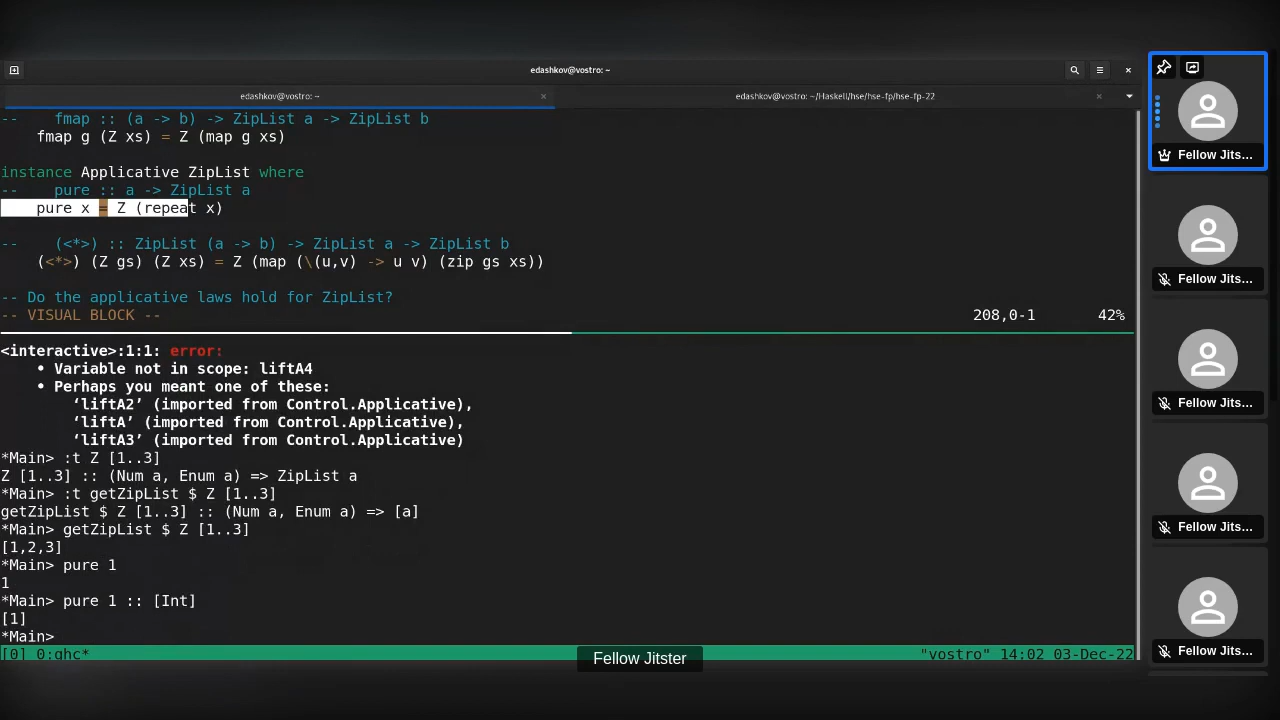 edashkov@vostro: ~
edashkov@vostro: ~
edashkov@vostro: ~/Haskell/hse/hse-fp/hse-fp-22
--    fmap :: (a -> b) -> ZipList a -> ZipList b
    fmap g (Z xs) = Z (map g xs)
instance Applicative ZipList where
--    pure :: a -> ZipList a
    pure x = Z (repeat x)
--    (<*>) :: ZipList (a -> b) -> ZipList a -> ZipList b
    (<*>) (Z gs) (Z xs) = Z (map (\(u,v) -> u v) (zip gs xs))
-- Do the applicative laws hold for ZipList?
-- VISUAL BLOCK -- 208,0-1 42%
<interactive>:1:1: error:
    • Variable not in scope: liftA4
    • Perhaps you meant one of these:
        ‘liftA2’ (imported from Control.Applicative),
        ‘liftA’ (imported from Control.Applicative),
        ‘liftA3’ (imported from Control.Applicative)
*Main> :t Z [1..3]
Z [1..3] :: (Num a, Enum a) => ZipList a
*Main> :t getZipList $ Z [1..3]
getZipList $ Z [1..3] :: (Num a, Enum a) => [a]
*Main> getZipList $ Z [1..3]
[1,2,3]
*Main> pure 1
1
*Main> pure 1 :: [Int]
[1]
*Main>
[0] 0:ghc* "vostro" 14:02 03-Dec-22
Fellow Jitster
Fellow Jits...
Fellow Jits...
Fellow Jits...
Fellow Jits...
Fellow Jits...